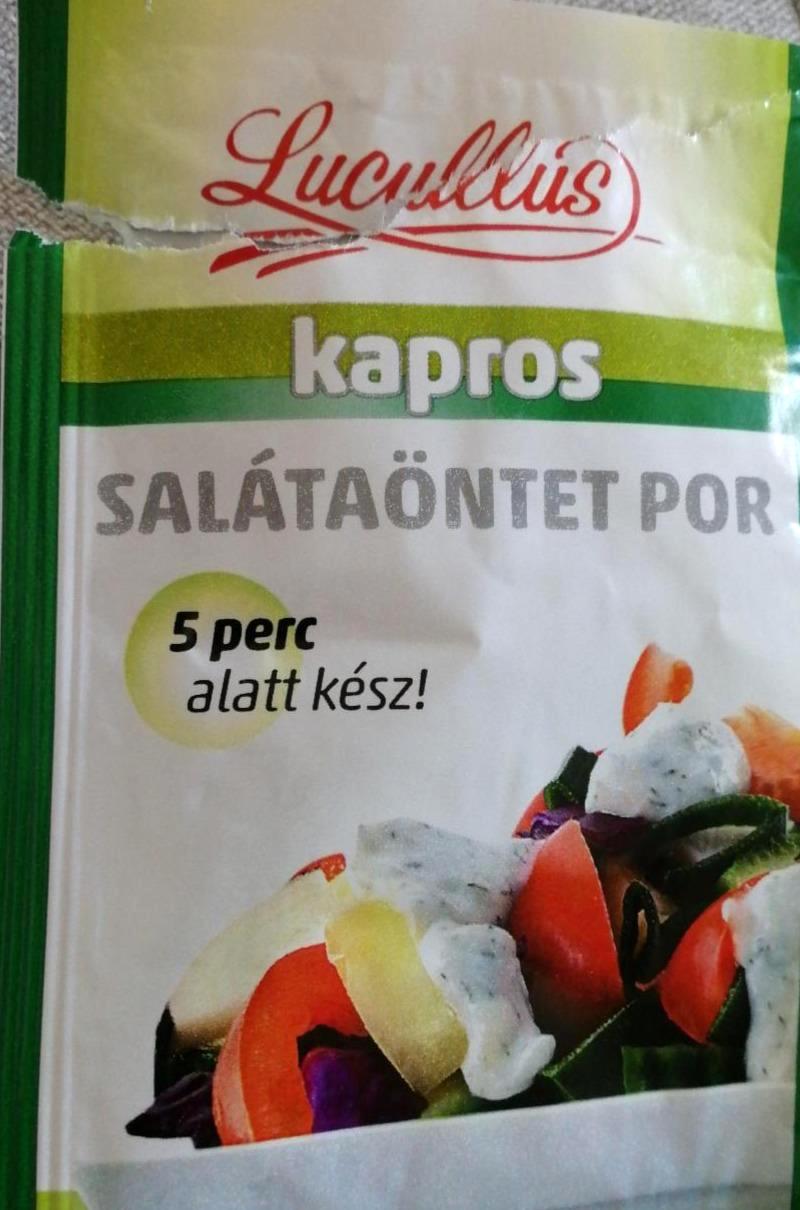 Lucullus
kapros
SALÁTAÖNTET POR
5 perc
alatt kész!